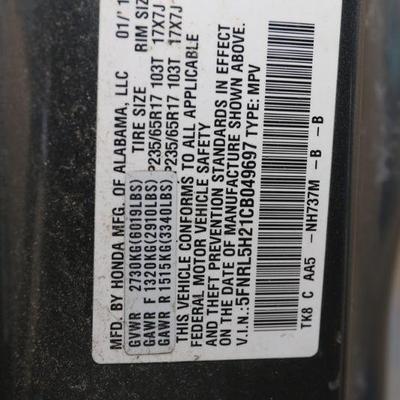 MFD. BY HONDA MFG. OF ALABAMA, LLC 01/'1
TIRE SIZE RIM SIZ
GVWR 2730KG(6019LBS)
GAWR F 1320KG(2910LBS) P235/65R17 103T 17X7J
GAWR R 1515KG(3340LBS) P235/65R17 103T 17X7J
THIS VEHICLE CONFORMS TO ALL APPLICABLE
FEDERAL MOTOR VEHICLE SAFETY
AND THEFT PREVENTION STANDARDS IN EFFECT
ON THE DATE OF MANUFACTURE SHOWN ABOVE.
V.I.N.: 5FNRL5H21CB049697 TYPE: MPV
TK8 C AA5 -NH737M -B -B